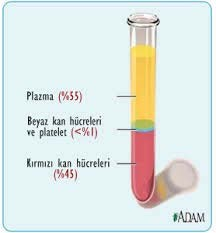 Plazma (%55)
Beyaz kan hücreleri
ve platelet (<%1)
Kırmızı kan hücreleri
(%45)
ADAM